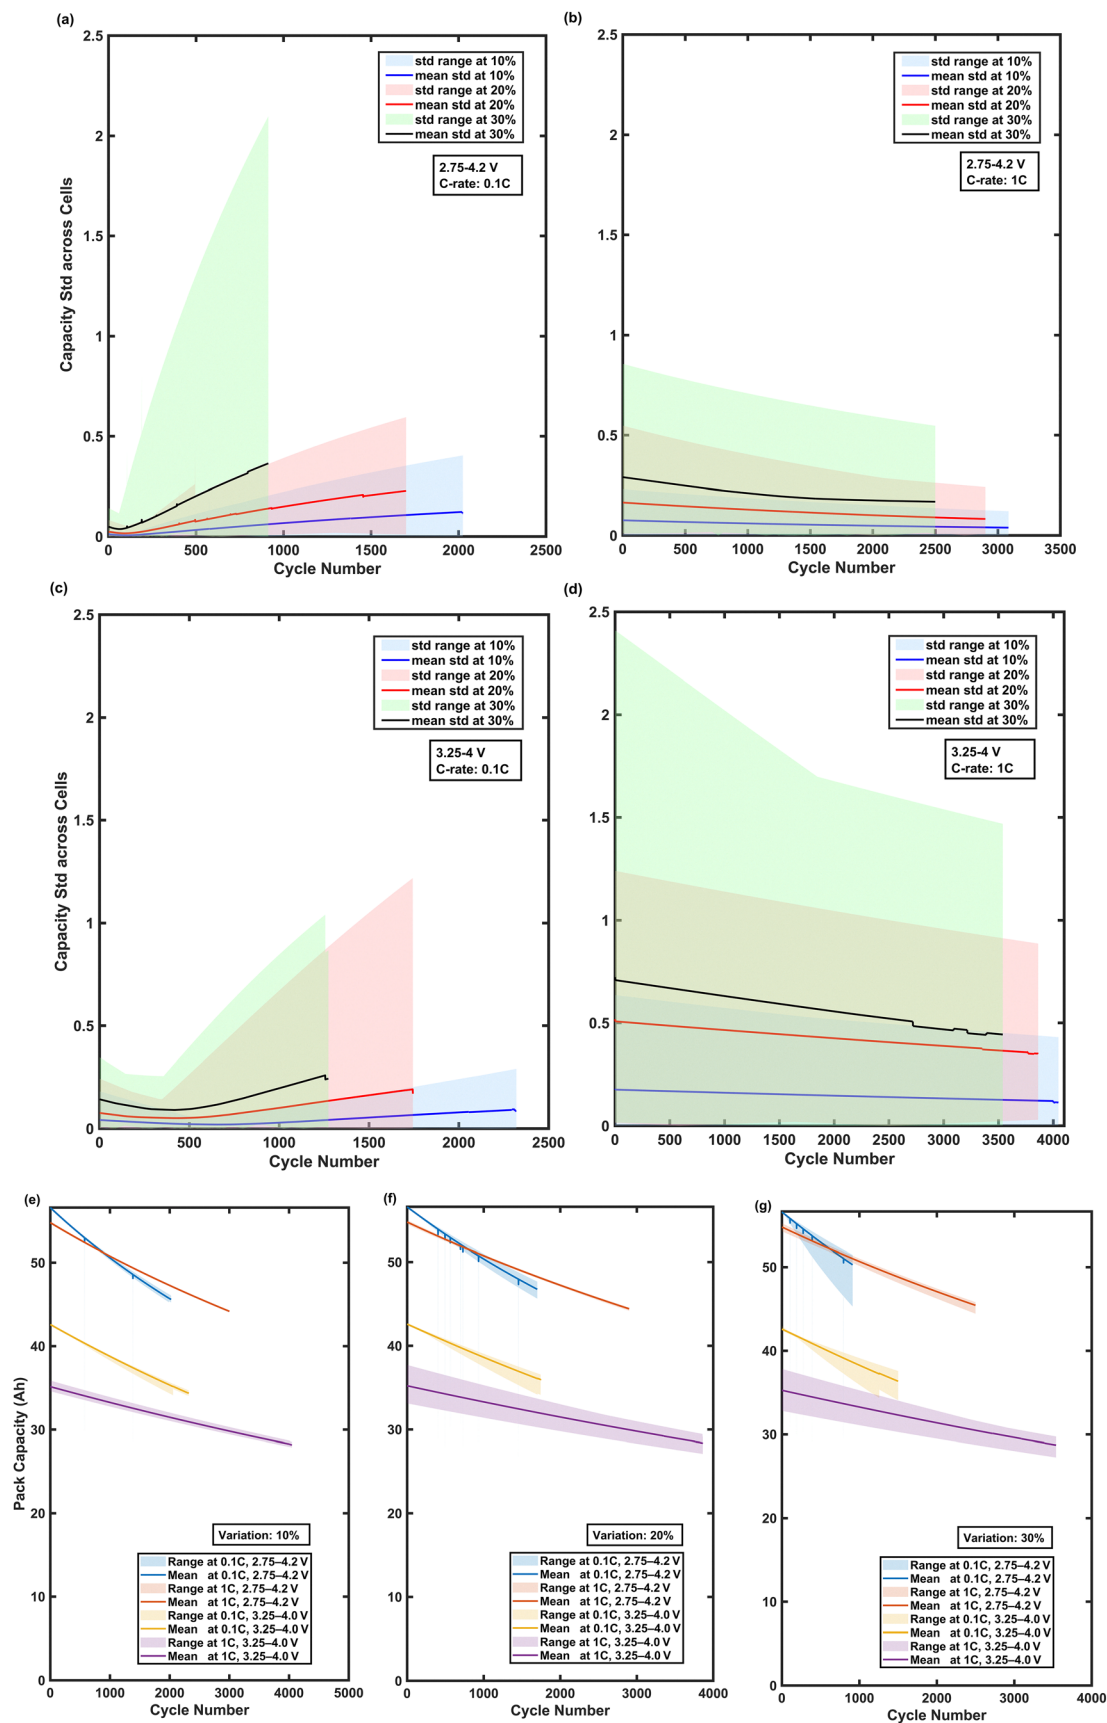 (a)
2.5
2
1.5
1
0.5
0
0 500 1000 1500 2000 2500
Capacity Std across Cells
Cycle Number
std range at 10%
mean std at 10%
std range at 20%
mean std at 20%
std range at 30%
mean std at 30%
2.75-4.2 V
C-rate: 0.1C
(b)
2.5
2
1.5
1
0.5
0
0 500 1000 1500 2000 2500 3000 3500
Cycle Number
std range at 10%
mean std at 10%
std range at 20%
mean std at 20%
std range at 30%
mean std at 30%
2.75-4.2 V
C-rate: 1C
(c)
2.5
2
1.5
1
0.5
0
0 500 1000 1500 2000 2500
Capacity Std across Cells
Cycle Number
std range at 10%
mean std at 10%
std range at 20%
mean std at 20%
std range at 30%
mean std at 30%
3.25-4 V
C-rate: 0.1C
(d)
2.5
2
1.5
1
0.5
0
0 500 1000 1500 2000 2500 3000 3500 4000
Cycle Number
std range at 10%
mean std at 10%
std range at 20%
mean std at 20%
std range at 30%
mean std at 30%
3.25-4 V
C-rate: 1C
(e)
50
40
30
20
10
0
0 1000 2000 3000 4000 5000
Pack Capacity (Ah)
Cycle Number
Variation: 10%
Range at 0.1C, 2.75–4.2 V
Mean at 0.1C, 2.75–4.2 V
Range at 1C, 2.75–4.2 V
Mean at 1C, 2.75–4.2 V
Range at 0.1C, 3.25–4.0 V
Mean at 0.1C, 3.25–4.0 V
Range at 1C, 3.25–4.0 V
Mean at 1C, 3.25–4.0 V
(f)
50
40
30
20
10
0
0 1000 2000 3000 4000
Cycle Number
Variation: 20%
Range at 0.1C, 2.75–4.2 V
Mean at 0.1C, 2.75–4.2 V
Range at 1C, 2.75–4.2 V
Mean at 1C, 2.75–4.2 V
Range at 0.1C, 3.25–4.0 V
Mean at 0.1C, 3.25–4.0 V
Range at 1C, 3.25–4.0 V
Mean at 1C, 3.25–4.0 V
(g)
50
40
30
20
10
0
0 1000 2000 3000 4000
Cycle Number
Variation: 30%
Range at 0.1C, 2.75–4.2 V
Mean at 0.1C, 2.75–4.2 V
Range at 1C, 2.75–4.2 V
Mean at 1C, 2.75–4.2 V
Range at 0.1C, 3.25–4.0 V
Mean at 0.1C, 3.25–4.0 V
Range at 1C, 3.25–4.0 V
Mean at 1C, 3.25–4.0 V